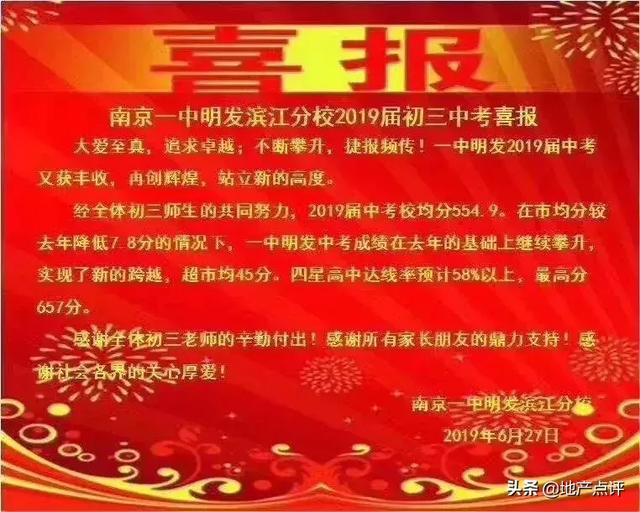 喜报
南京一中明发滨江分校2019届初三中考喜报
大爱至真，追求卓越；不断攀升，捷报频传！一中明发2019届中考
又获丰收，再创辉煌，站立新的高度。
经全体初三师生的共同努力，2019届中考校均分554.9。在市均分较
去年降低7.8分的情况下，一中明发中考成绩在去年的基础上继续攀升，
实现了新的跨越，超市均45分。四星高中达线率预计58%以上，最高分
657分。
感谢全体初三老师的辛勤付出！感谢所有家长朋友的鼎力支持！感
谢社会各界的关心厚爱！
南京一中明发滨江分校
2019年6月27日
头条 @地产点评